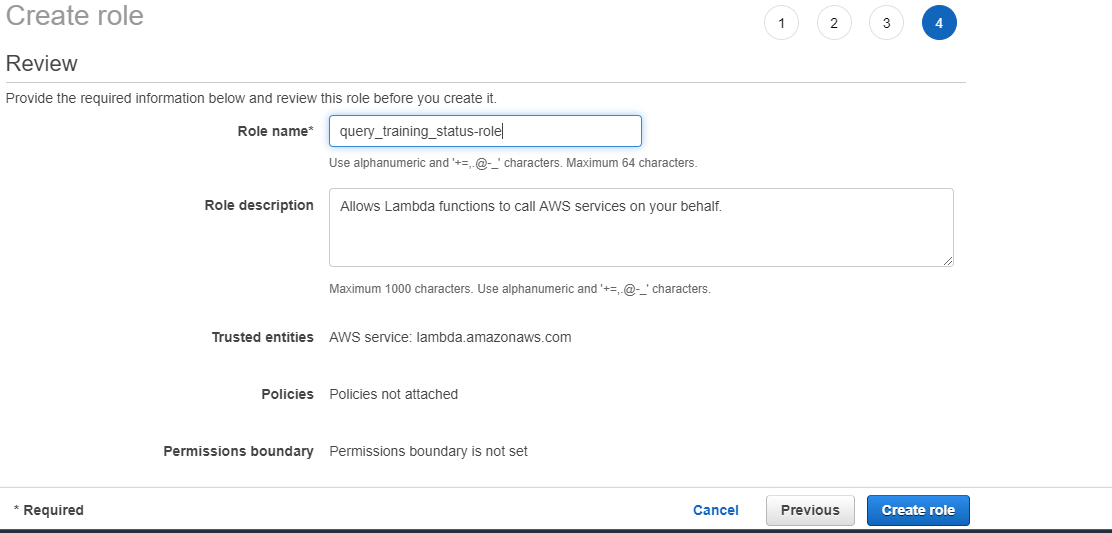 Create role
1 2 3 4
Review
Provide the required information below and review this role before you create it.
Role name* query_training_status-role
Use alphanumeric and '+=,.@-_' characters. Maximum 64 characters.
Role description Allows Lambda functions to call AWS services on your behalf.
Maximum 1000 characters. Use alphanumeric and '+=,.@-_' characters.
Trusted entities AWS service: lambda.amazonaws.com
Policies Policies not attached
Permissions boundary Permissions boundary is not set
* Required Cancel Previous Create role